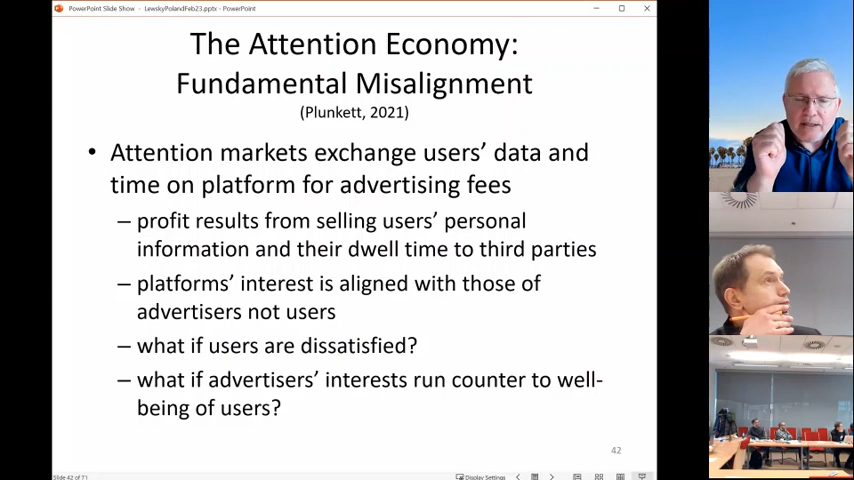 PowerPoint Slide Show - LewskyPolandFeb23.pptx - PowerPoint
The Attention Economy:
Fundamental Misalignment
(Plunkett, 2021)
• Attention markets exchange users’ data and
time on platform for advertising fees
– profit results from selling users’ personal
information and their dwell time to third parties
– platforms’ interest is aligned with those of
advertisers not users
– what if users are dissatisfied?
– what if advertisers’ interests run counter to well-
being of users?
42
Slide 42 of 71
Display Settings